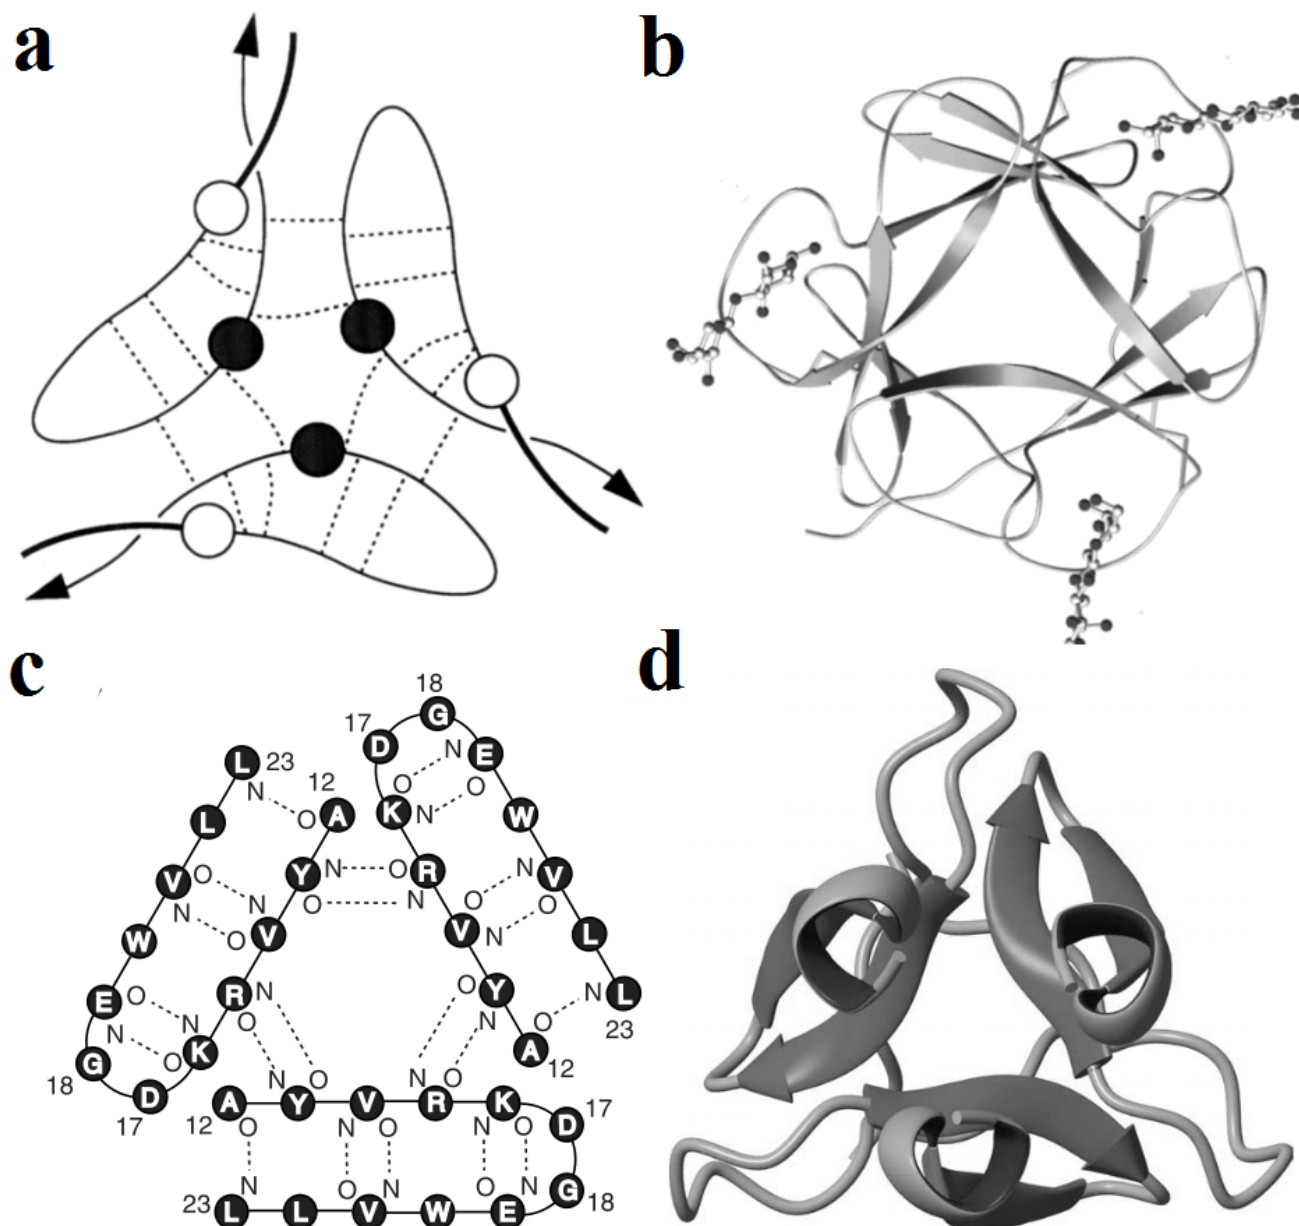 a b
c d
18
17 G
D N E
L 23 O O
12 N
L N O A K N W
V O N Y N O R O N V
N O V O N V N O L
W R N O Y N L
E O N O N 23
18 G N O K A O 12
D 12 A N Y O V N R O K O D 17
17 O N O N N
N O N O N G 18
23 L L V W E